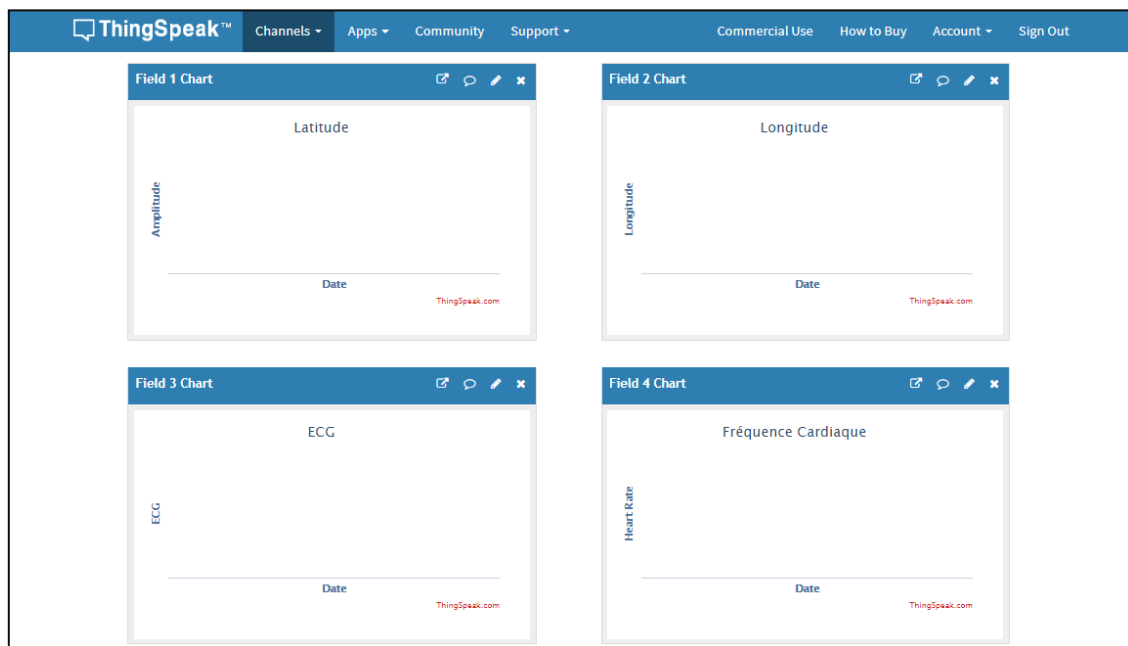 ThingSpeak™ Channels Apps Community Support Commercial Use How to Buy Account Sign Out
Field 1 Chart
Latitude
Amplitude
Date
ThingSpeak.com
Field 2 Chart
Longitude
Longitude
Date
ThingSpeak.com
Field 3 Chart
ECG
ECG
Date
ThingSpeak.com
Field 4 Chart
Fréquence Cardiaque
Heart Rate
Date
ThingSpeak.com